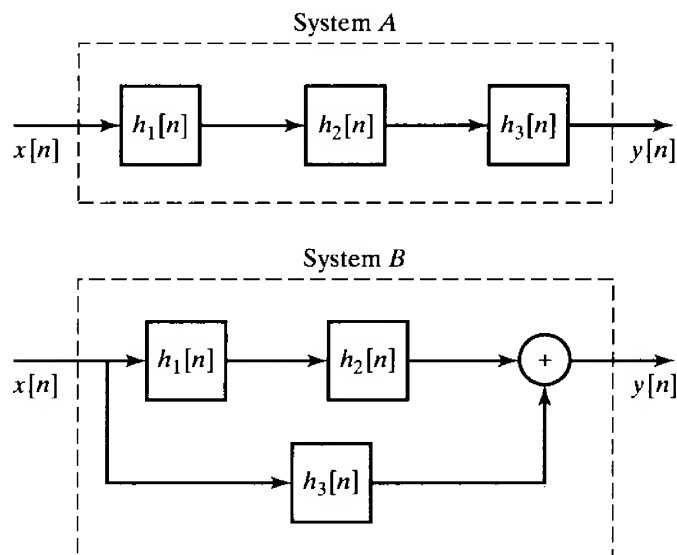 System A
h₁[n] h₂[n] h₃[n]
x[n] y[n]
System B
h₁[n] h₂[n] +
x[n] y[n]
h₃[n]